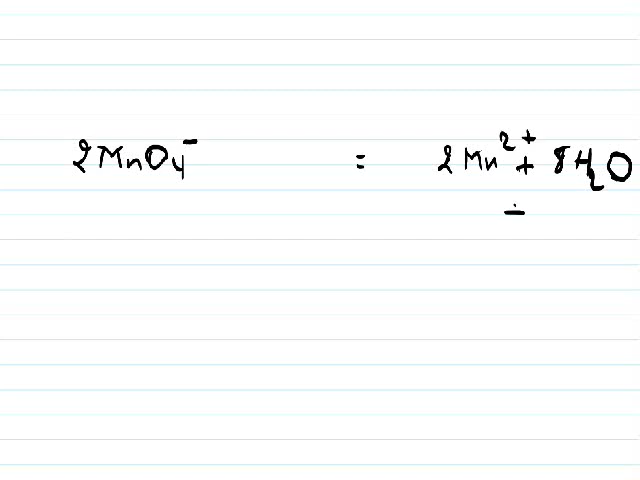 2MnO₄⁻ = 2Mn²⁺ + 8H₂O